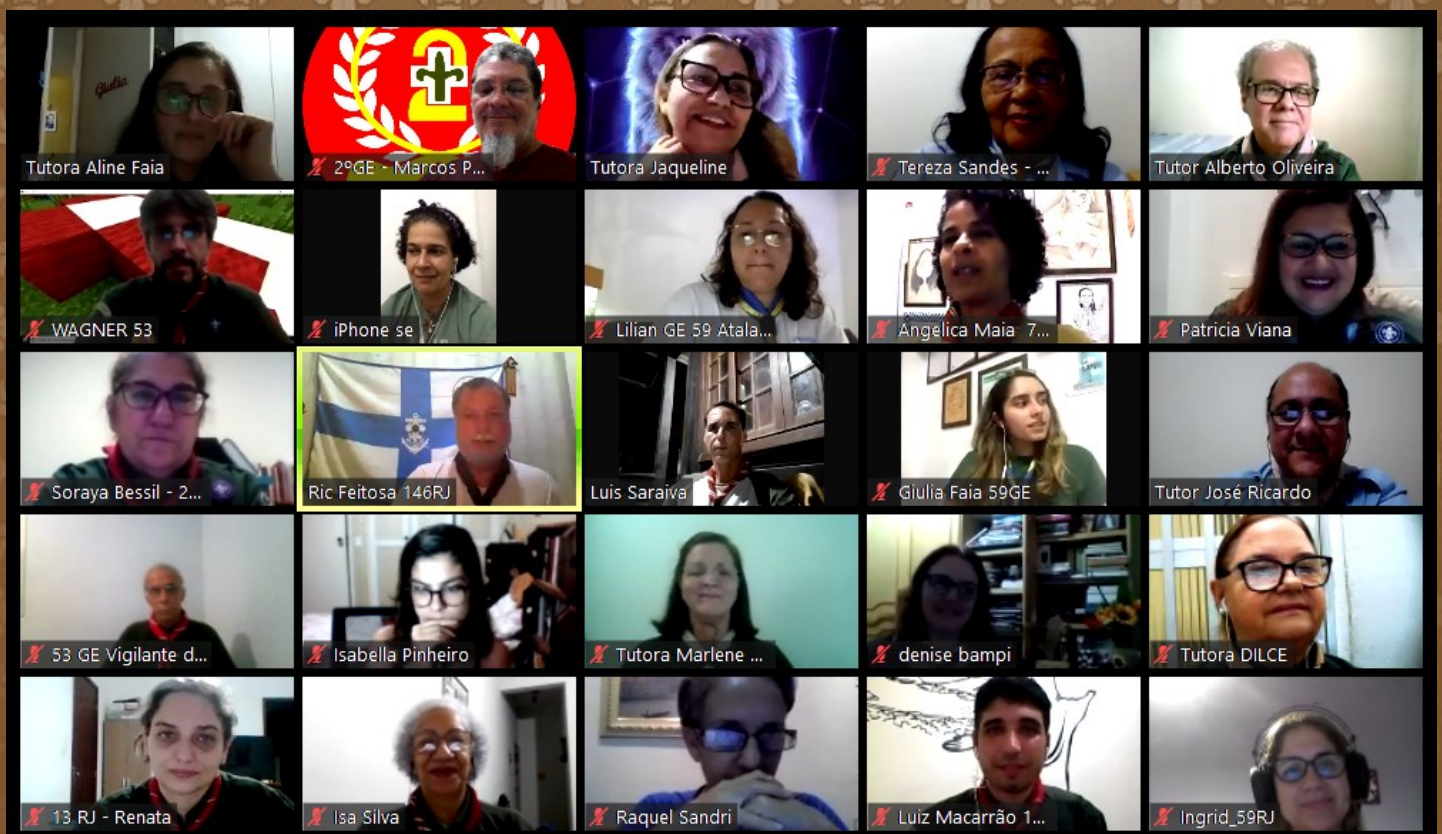 Giulia
2
Tutora Aline Faia
2ºGE - Marcos P...
Tutora Jaqueline
Tereza Sandes - ...
Tutor Alberto Oliveira
WAGNER 53
iPhone se
Lilian GE 59 Atala...
Angelica Maia 7...
Patricia Viana
Soraya Bessil - 2...
Ric Feitosa 146RJ
Luis Saraiva
Giulia Faia 59GE
Tutor José Ricardo
53 GE Vigilante d...
Isabella Pinheiro
Tutora Marlene ...
denise bampi
Tutora DILCE
13 RJ - Renata
Isa Silva
Raquel Sandri
Luiz Macarrão 1...
Ingrid_59RJ